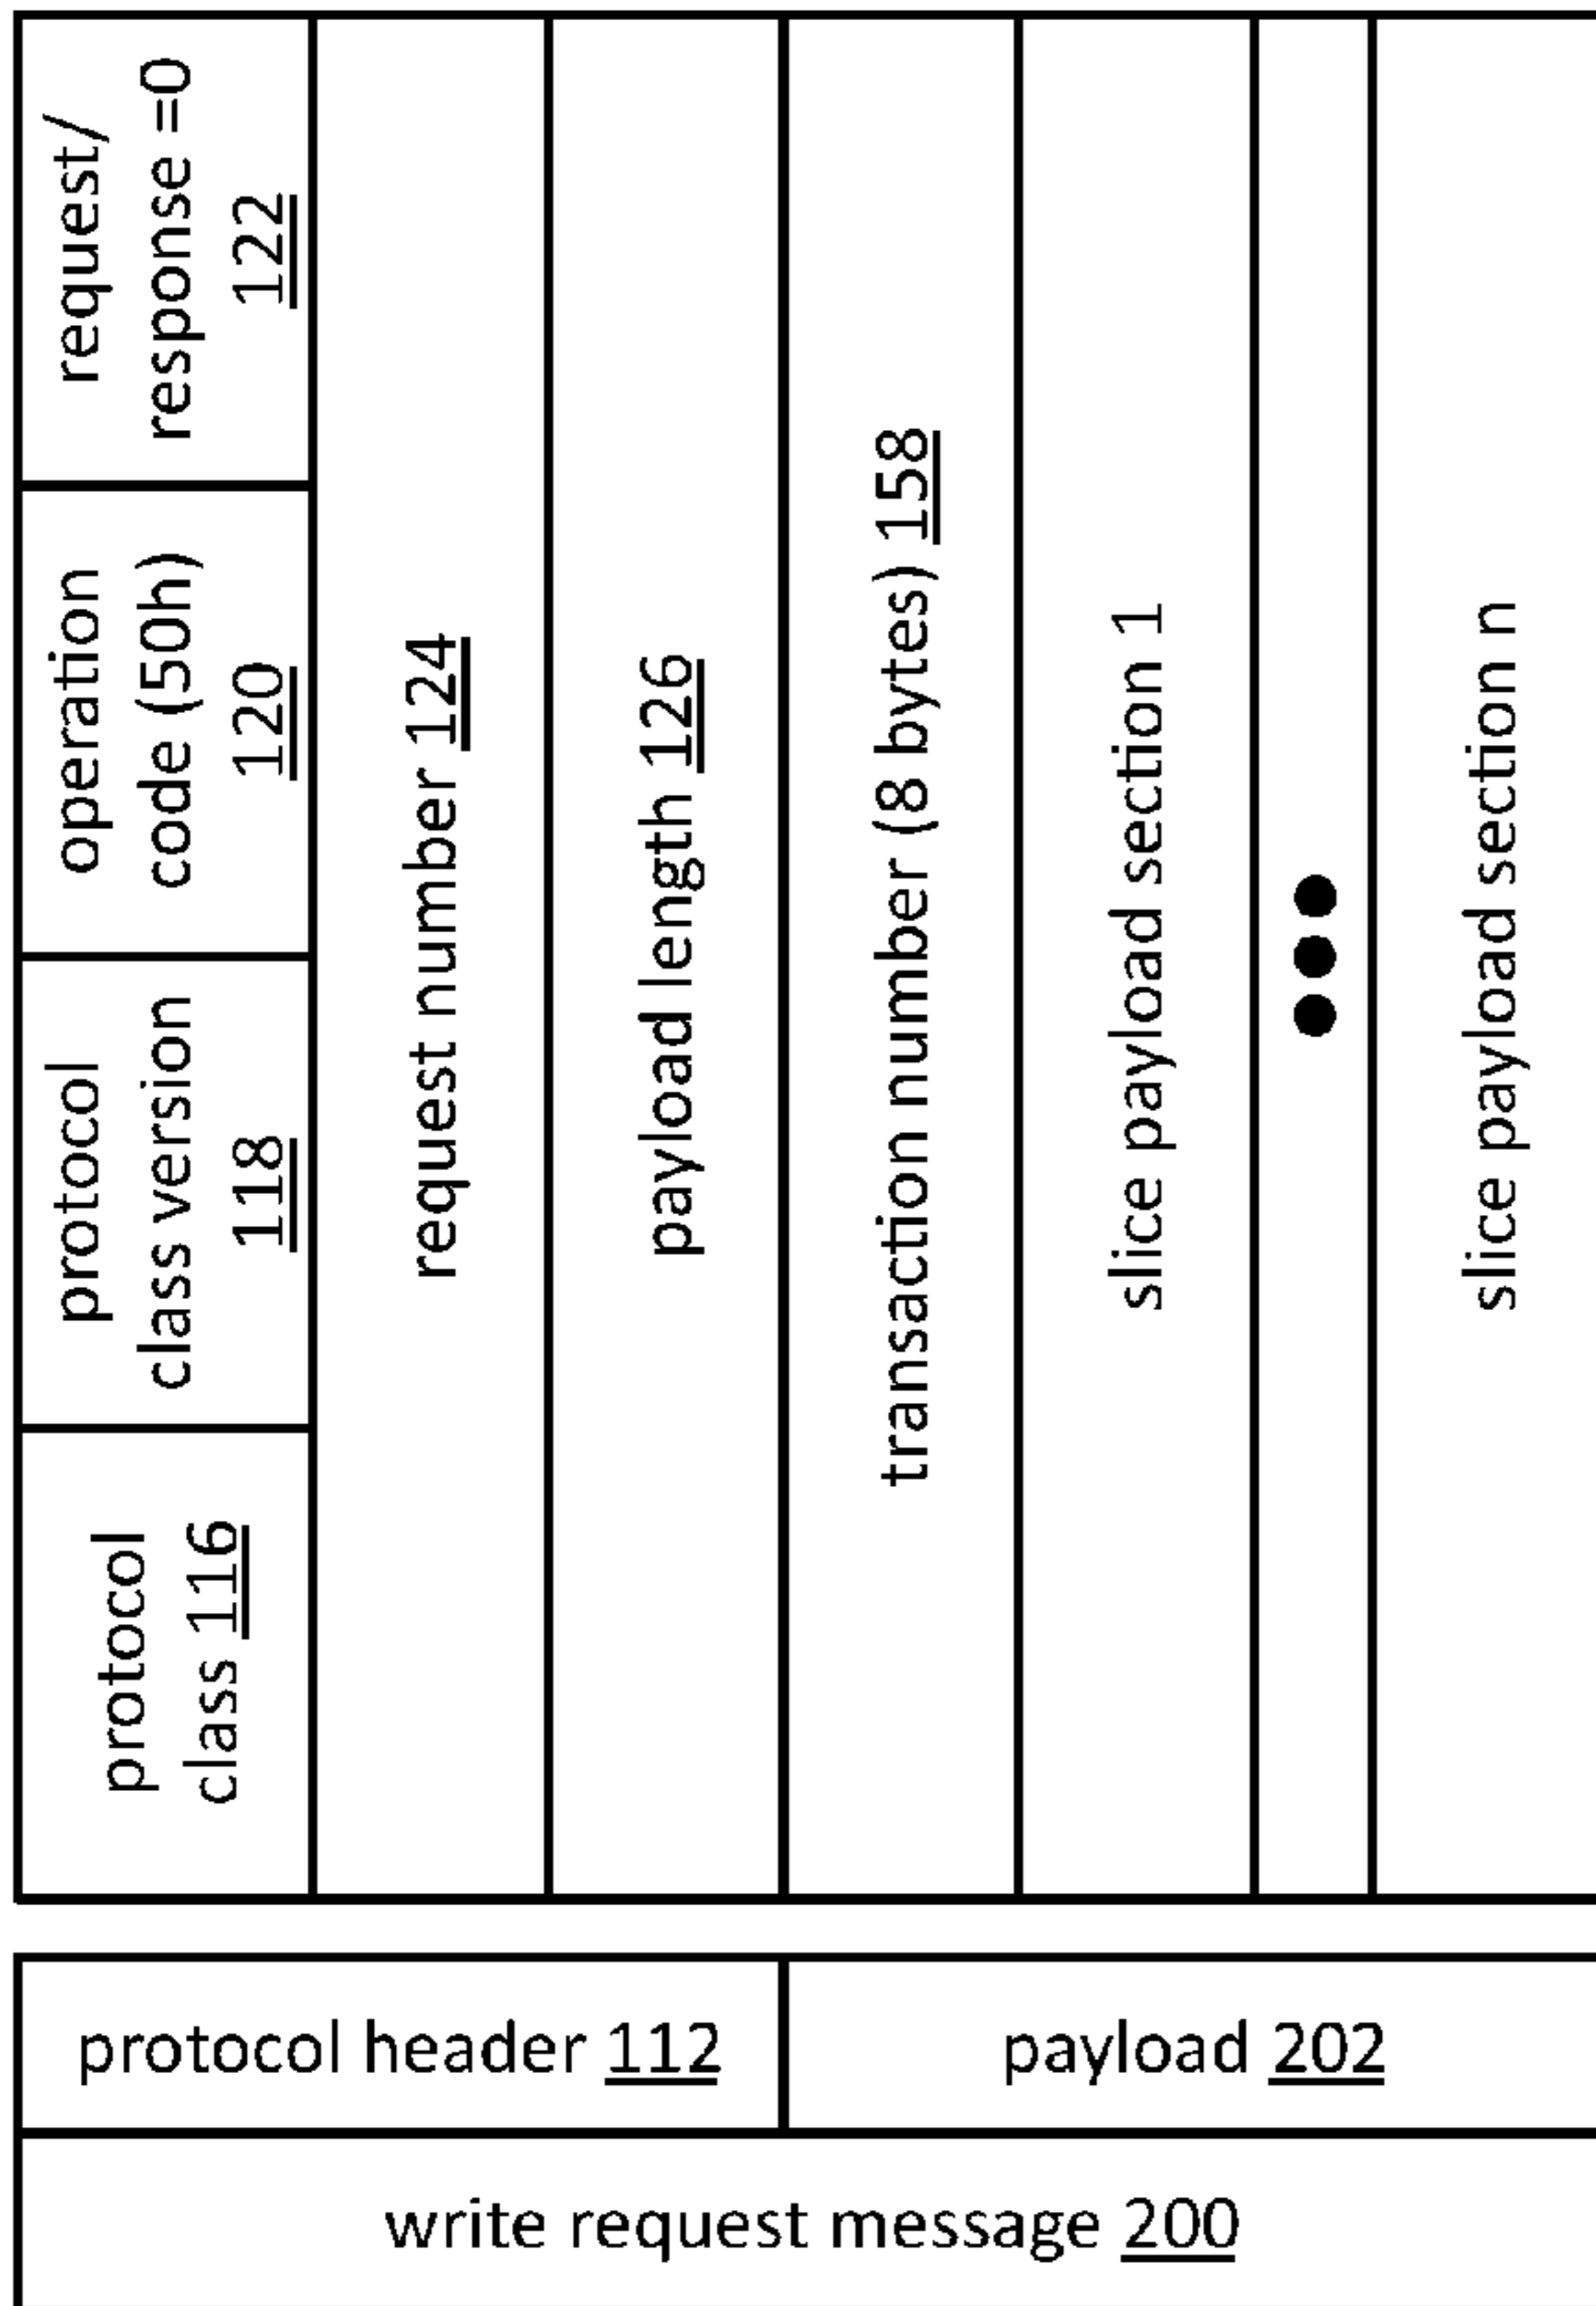 write request message 200
protocol header 112
payload 202
protocol
class 116
protocol
class version
118
operation
code (50h)
120
request/
response =0
122
request number 124
payload length 126
transaction number (8 bytes) 158
slice payload section 1
slice payload section n